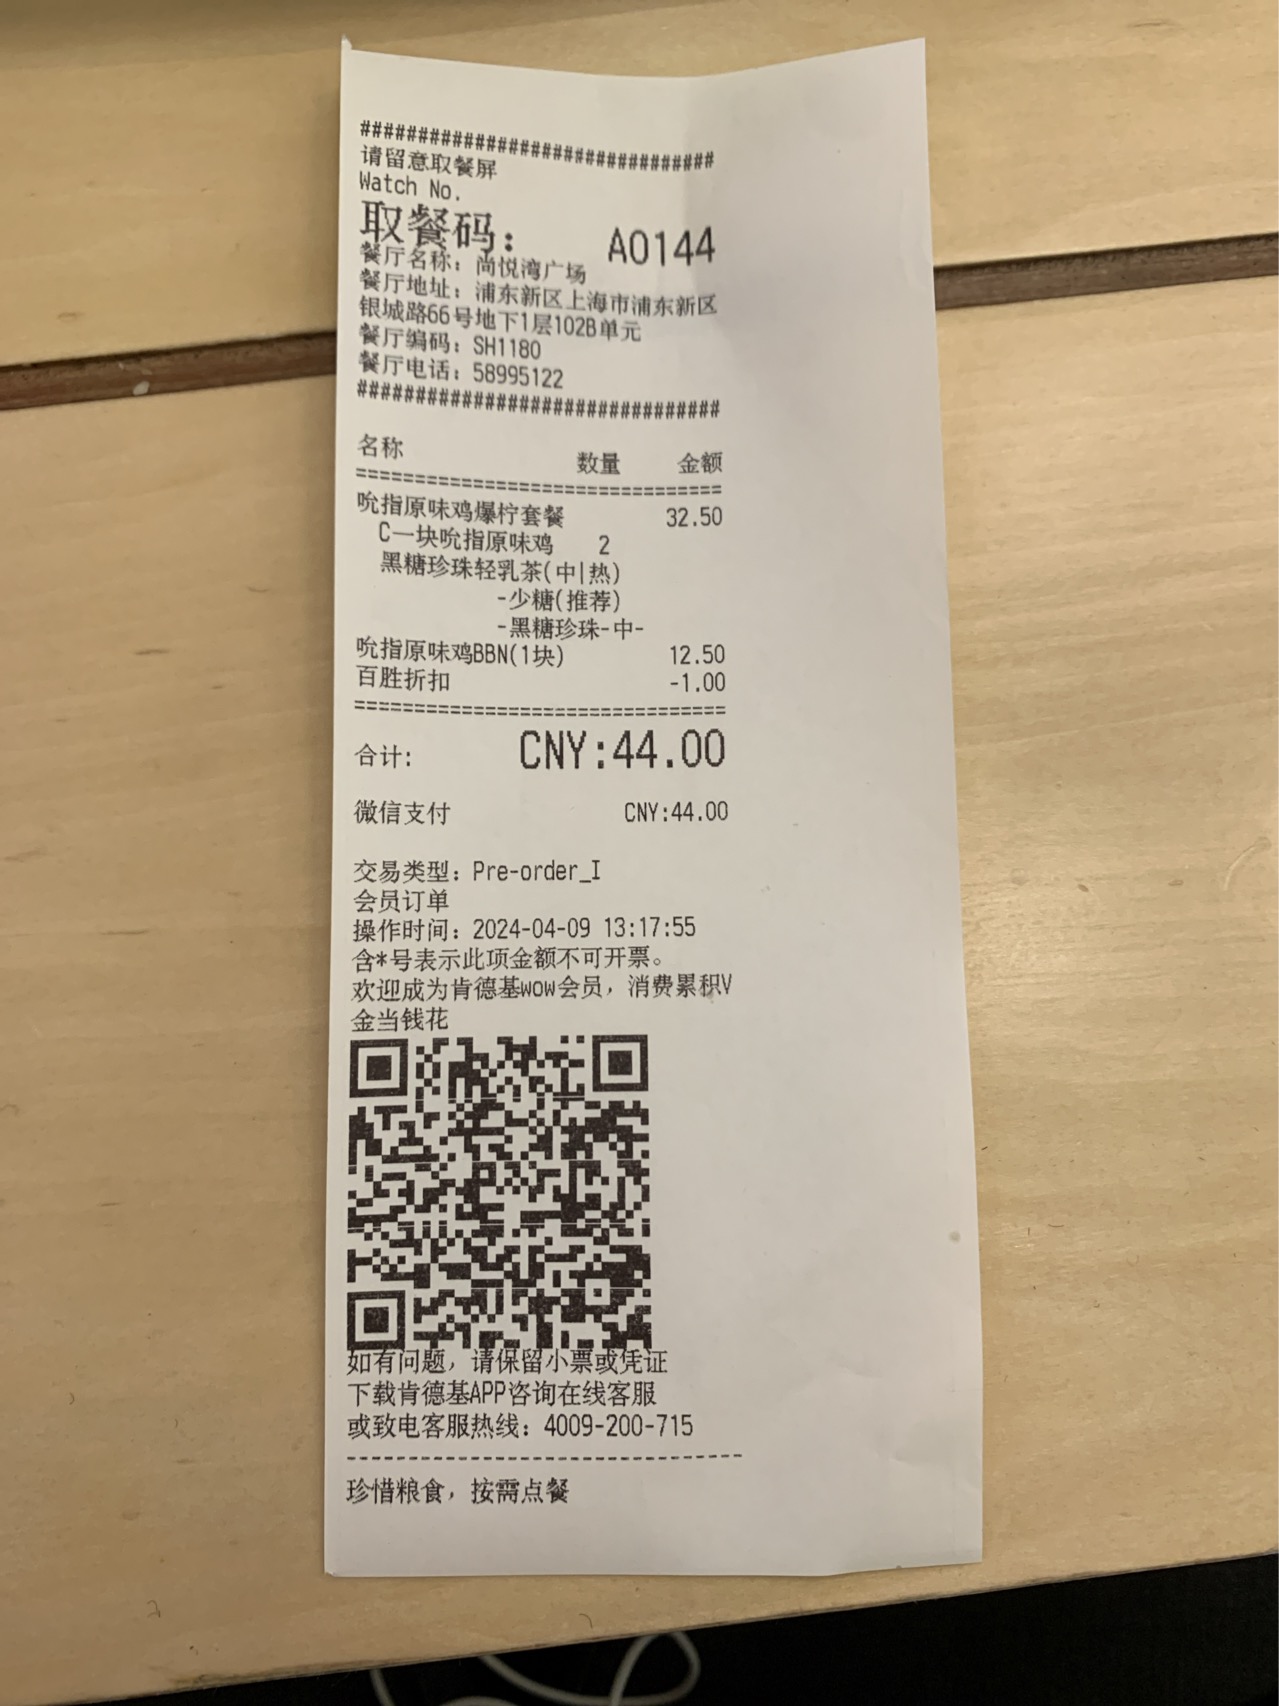 ###############################
请留意取餐屏
Watch No.
取餐码: A0144
餐厅名称: 尚悦湾广场
餐厅地址: 浦东新区上海市浦东新区
银城路66号地下1层102B单元
餐厅编码: SH1180
餐厅电话: 58995122
###############################
名称 数量 金额
===============================
吮指原味鸡爆柠套餐 32.50
C一块吮指原味鸡 2
黑糖珍珠轻乳茶(中|热)
-少糖(推荐)
-黑糖珍珠-中-
吮指原味鸡BBN(1块) 12.50
百胜折扣 -1.00
===============================
合计: CNY:44.00
微信支付 CNY:44.00
交易类型: Pre-order_I
会员订单
操作时间: 2024-04-09 13:17:55
含*号表示此项金额不可开票。
欢迎成为肯德基wow会员，消费累积V
金当钱花
如有问题，请保留小票或凭证
下载肯德基APP咨询在线客服
或致电客服热线: 4009-200-715
--------------------------------
珍惜粮食，按需点餐